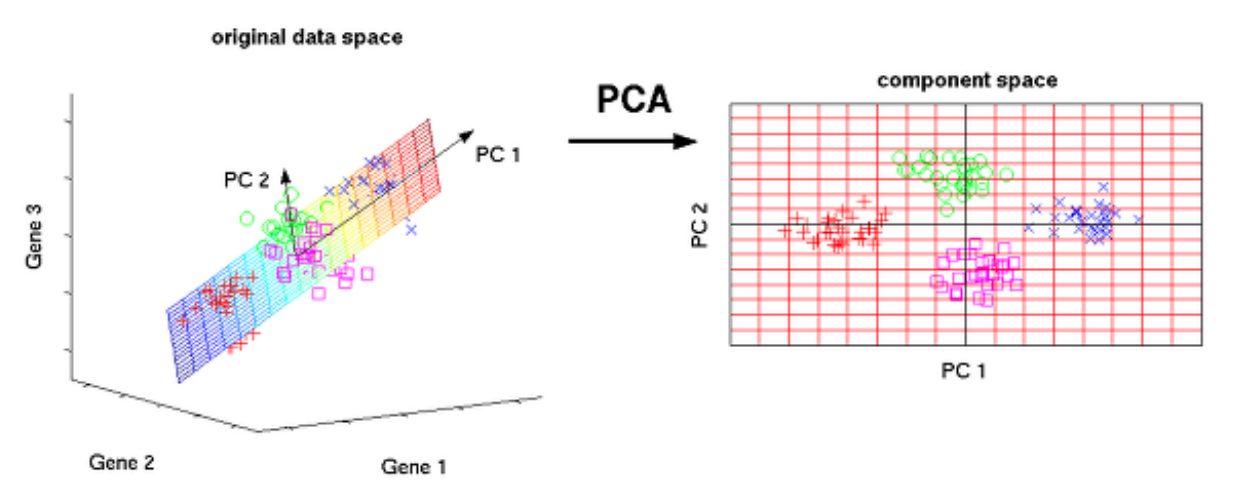 original data space
PC 1
PC 2
Gene 3
Gene 2
Gene 1
PCA
component space
PC 2
PC 1